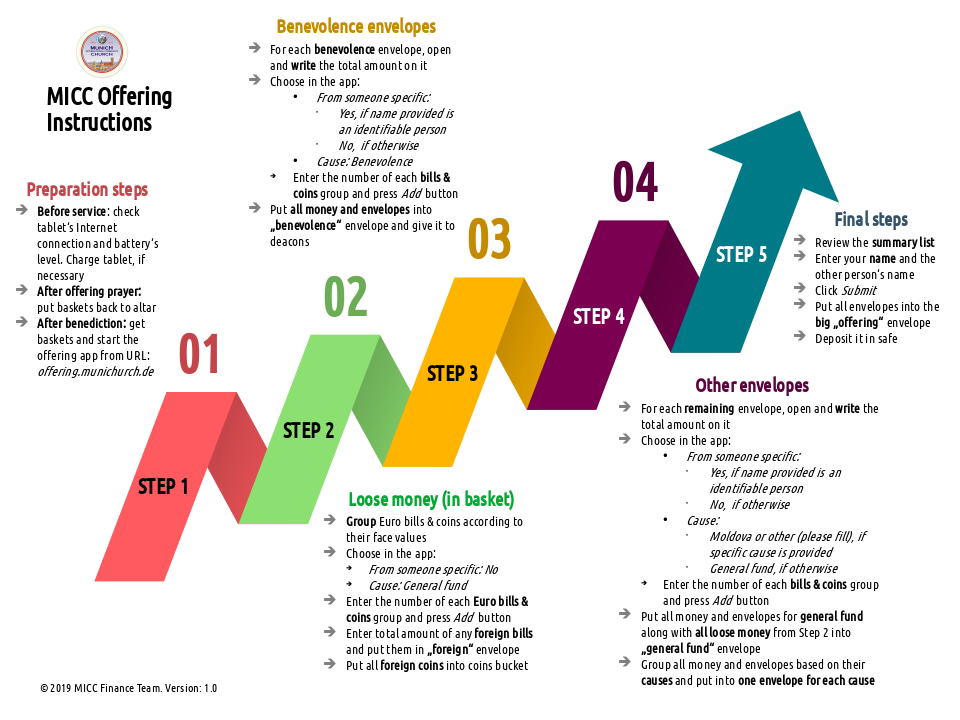 MUNICH
CHURCH
MICC Offering
Instructions
Preparation steps
Before service: check
tablet‘s Internet
connection and battery‘s
level. Charge tablet, if
necessary
After offering prayer:
put baskets back to altar
After benediction: get
baskets and start the
offering app from URL:
offering.munichurch.de
01
STEP 1
02
STEP 2
Loose money (in basket)
Group Euro bills & coins according to
their face values
Choose in the app:
From someone specific: No
Cause: General fund
Enter the number of each Euro bills &
coins group and press Add button
Enter total amount of any foreign bills
and put them in „foreign“ envelope
Put all foreign coins into coins bucket
Benevolence envelopes
For each benevolence envelope, open
and write the total amount on it
Choose in the app:
From someone specific:
Yes, if name provided is
an identifiable person
No, if otherwise
Cause: Benevolence
Enter the number of each bills &
coins group and press Add button
Put all money and envelopes into
„benevolence“ envelope and give it to
deacons
03
STEP 3
04
STEP 4
Other envelopes
For each remaining envelope, open and write the
total amount on it
Choose in the app:
From someone specific:
Yes, if name provided is an
identifiable person
No, if otherwise
Cause:
Moldova or other (please fill), if
specific cause is provided
General fund, if otherwise
Enter the number of each bills & coins group
and press Add button
Put all money and envelopes for general fund
along with all loose money from Step 2 into
„general fund“ envelope
Group all money and envelopes based on their
causes and put into one envelope for each cause
STEP 5
Final steps
Review the summary list
Enter your name and the
other person‘s name
Click Submit
Put all envelopes into the
big „offering“ envelope
Deposit it in safe
© 2019 MICC Finance Team. Version: 1.0